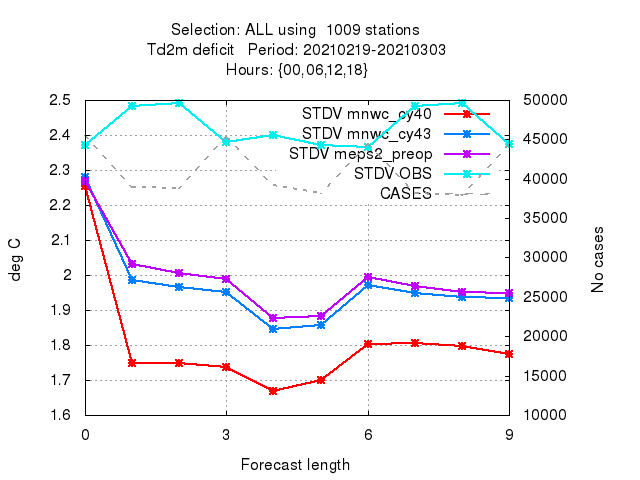 Selection: ALL using  1009 stations
Td2m deficit   Period: 20210219-20210303
Hours: {00,06,12,18}
STDV mnwc_cy40
STDV mnwc_cy43
STDV meps2_preop
STDV OBS
CASES
2.5
2.4
2.3
2.2
2.1
2
1.9
1.8
1.7
1.6
deg C
50000
45000
40000
35000
30000
25000
20000
15000
10000
No cases
0
3
6
9
Forecast length